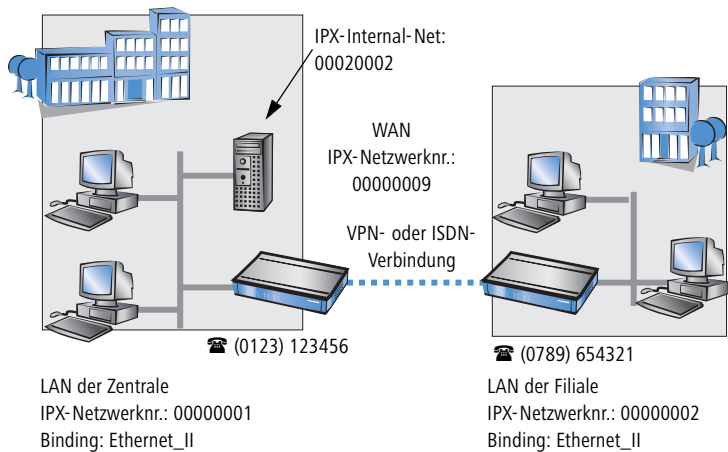 IPX-Internal-Net:
00020002
WAN
IPX-Netzwerknr.:
00000009
VPN- oder ISDN-
Verbindung
☎ (0123) 123456
☎ (0789) 654321
LAN der Zentrale
IPX-Netzwerknr.: 00000001
Binding: Ethernet_II
LAN der Filiale
IPX-Netzwerknr.: 00000002
Binding: Ethernet_II